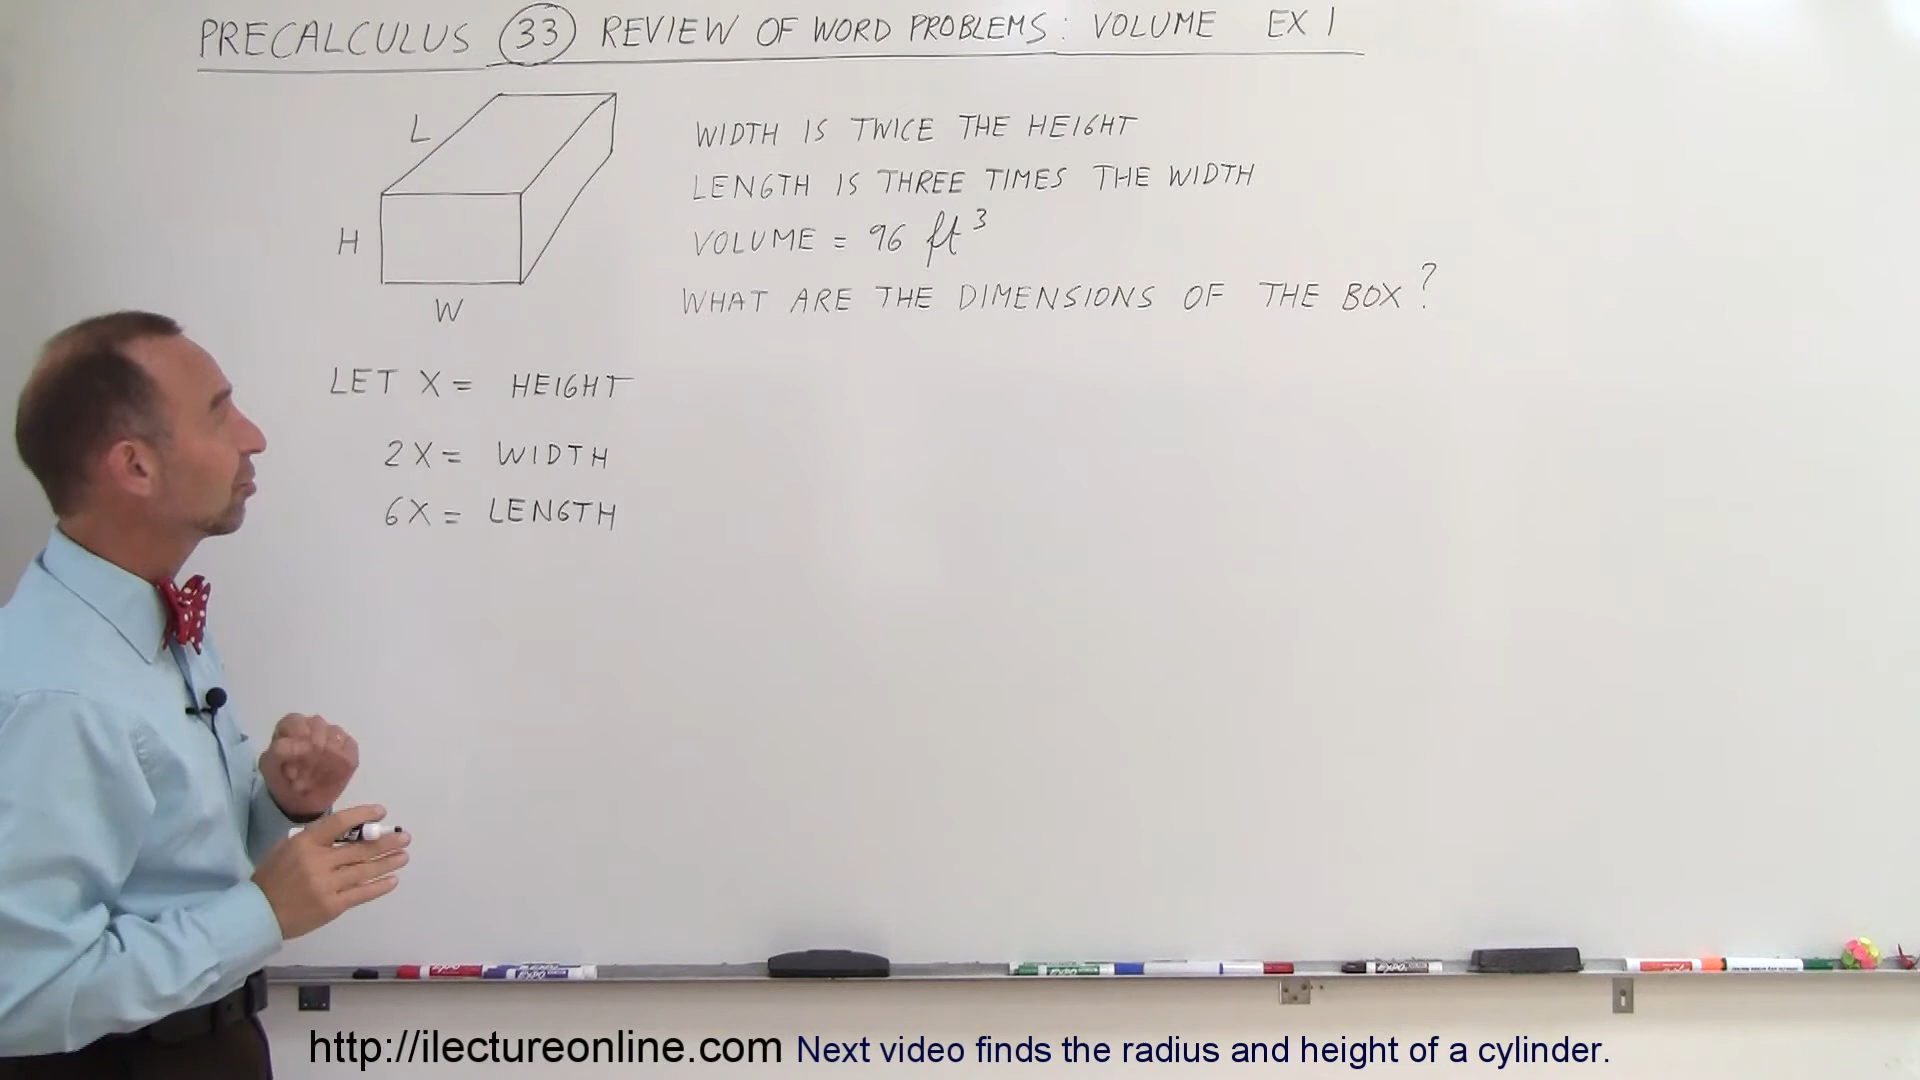 PRECALCULUS 33 REVIEW OF WORD PROBLEMS: VOLUME EX 1
L
H
W
WIDTH IS TWICE THE HEIGHT
LENGTH IS THREE TIMES THE WIDTH
VOLUME = 96 ft³
WHAT ARE THE DIMENSIONS OF THE BOX?
LET X = HEIGHT
2X = WIDTH
6X = LENGTH
http://ilectureonline.com Next video finds the radius and height of a cylinder.